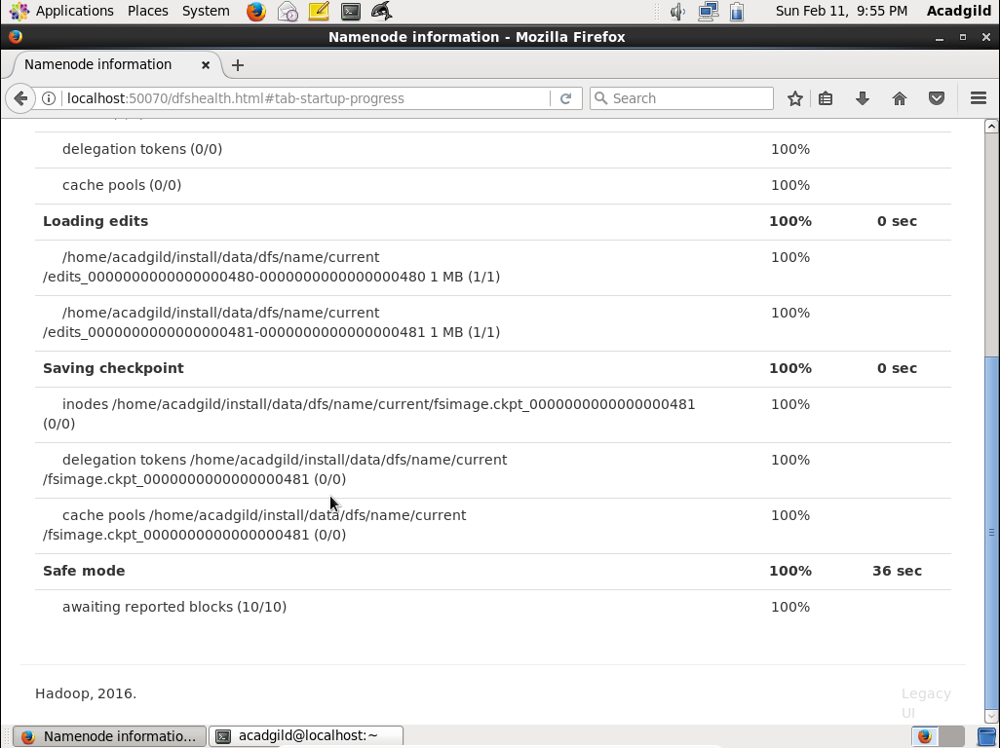 Applications Places System Sun Feb 11, 9:55 PM Acadgild
Namenode information - Mozilla Firefox
Namenode information
localhost:50070/dfshealth.html#tab-startup-progress Search
delegation tokens (0/0) 100%
cache pools (0/0) 100%
Loading edits 100% 0 sec
/home/acadgild/install/data/dfs/name/current 100%
/edits_0000000000000000480-0000000000000000480 1 MB (1/1)
/home/acadgild/install/data/dfs/name/current 100%
/edits_0000000000000000481-0000000000000000481 1 MB (1/1)
Saving checkpoint 100% 0 sec
inodes /home/acadgild/install/data/dfs/name/current/fsimage.ckpt_0000000000000000481 100%
(0/0)
delegation tokens /home/acadgild/install/data/dfs/name/current 100%
/fsimage.ckpt_0000000000000000481 (0/0)
cache pools /home/acadgild/install/data/dfs/name/current 100%
/fsimage.ckpt_0000000000000000481 (0/0)
Safe mode 100% 36 sec
awaiting reported blocks (10/10) 100%
Hadoop, 2016. Legacy
UI
Namenode informatio... acadgild@localhost:~